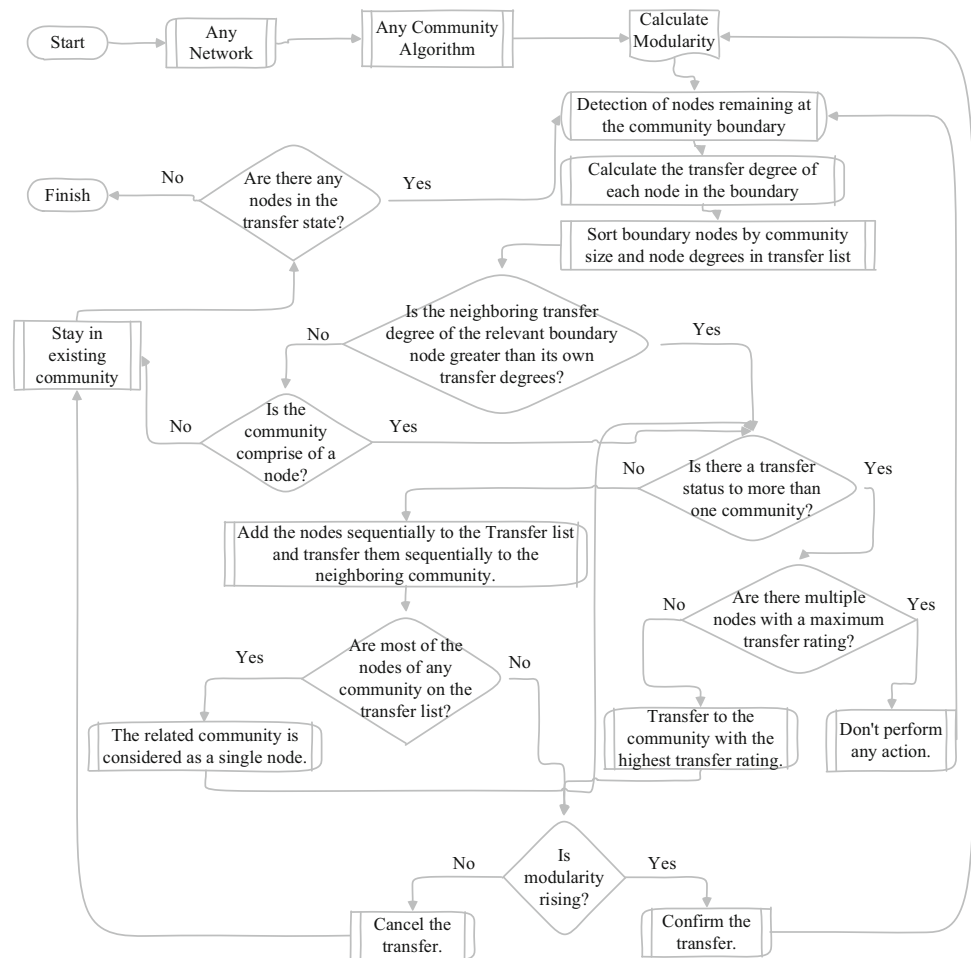 Start
Any
Network
Any Community
Algorithm
Calculate
Modularity
Detection of nodes remaining at
the community boundary
Calculate the transfer degree of
each node in the boundary
Sort boundary nodes by community
size and node degrees in transfer list
Finish
No
Are there any
nodes in the
transfer state?
Yes
Is the neighboring transfer
degree of the relevant boundary
node greater than its own
transfer degrees?
No
Yes
Stay in
existing
community
No
Is the
community
comprise of a
node?
Yes
No
Is there a transfer
status to more than
one community?
Yes
Add the nodes sequentially to the Transfer list
and transfer them sequentially to the
neighboring community.
No
Are there multiple
nodes with a maximum
transfer rating?
Yes
Yes
Are most of the
nodes of any
community on the
transfer list?
No
The related community is
considered as a single node.
Transfer to the
community with the
highest transfer rating.
Don't perform
any action.
No
Is
modularity
rising?
Yes
Cancel the
transfer.
Confirm the
transfer.